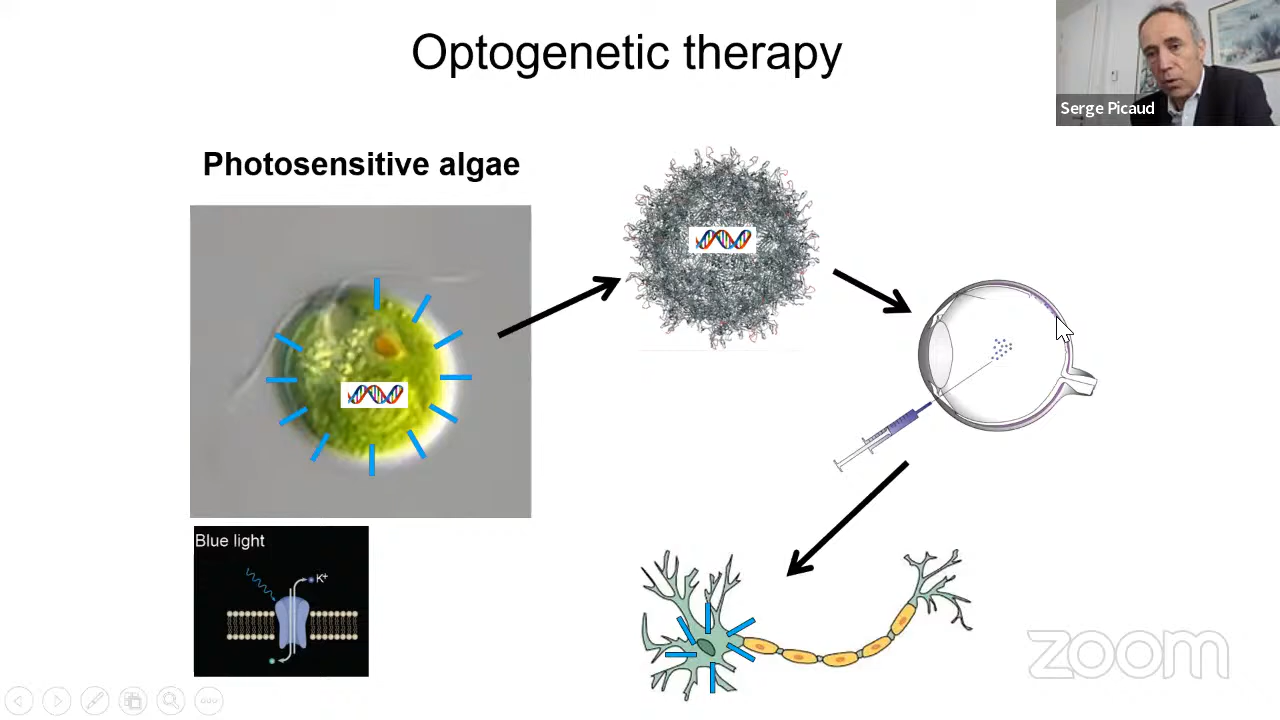 Optogenetic therapy
Serge Picaud
Photosensitive algae
Blue light
K+
zoom